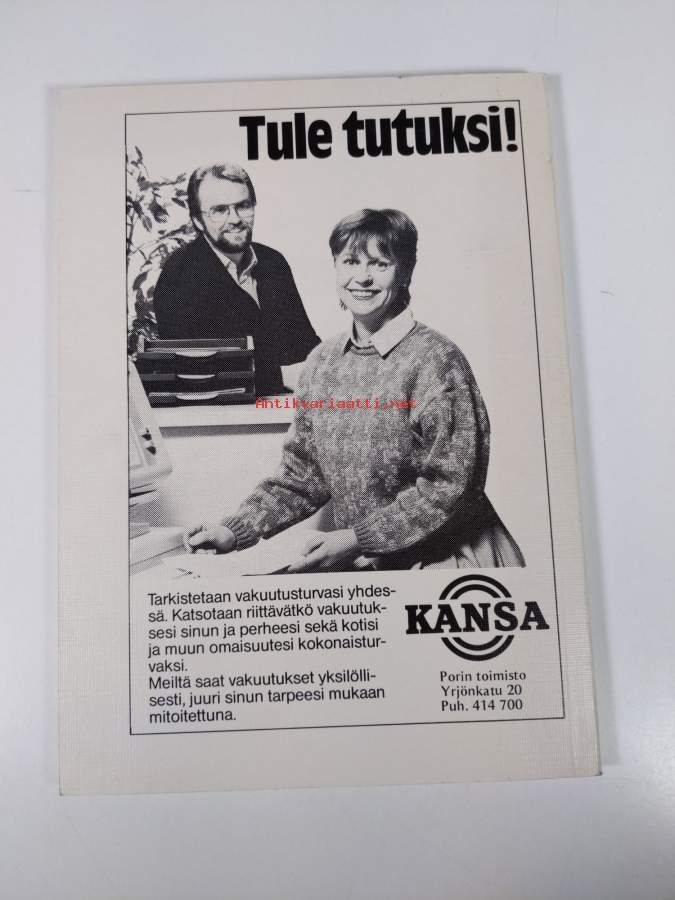 Tule tutuksi!
Antikvariaatti.net
Tarkistetaan vakuutusturvasi yhdes-
sä. Katsotaan riittävätkö vakuutuk-
sesi sinun ja perheesi sekä kotisi
ja muun omaisuutesi kokonaistur-
vaksi.
Meiltä saat vakuutukset yksilölli-
sesti, juuri sinun tarpeesi mukaan
mitoitettuna.
KANSA
Porin toimisto
Yrjönkatu 20
Puh. 414 700